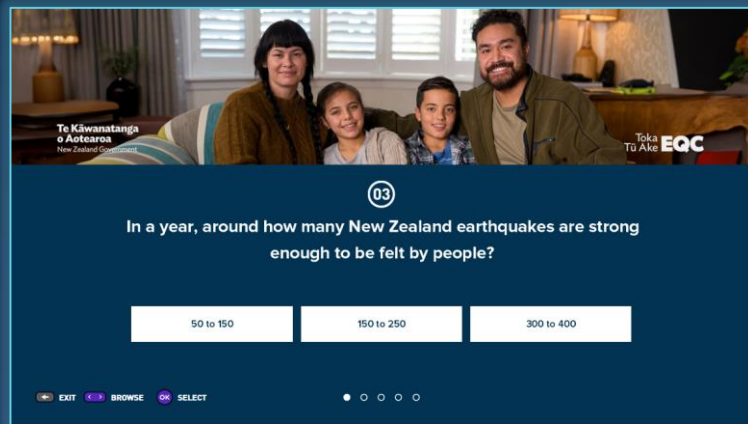 Te Kāwanatanga
o Aotearoa
New Zealand Government
Toka
Tū Ake EQC
03
In a year, around how many New Zealand earthquakes are strong
enough to be felt by people?
50 to 150
150 to 250
300 to 400
EXIT
BROWSE
OK SELECT